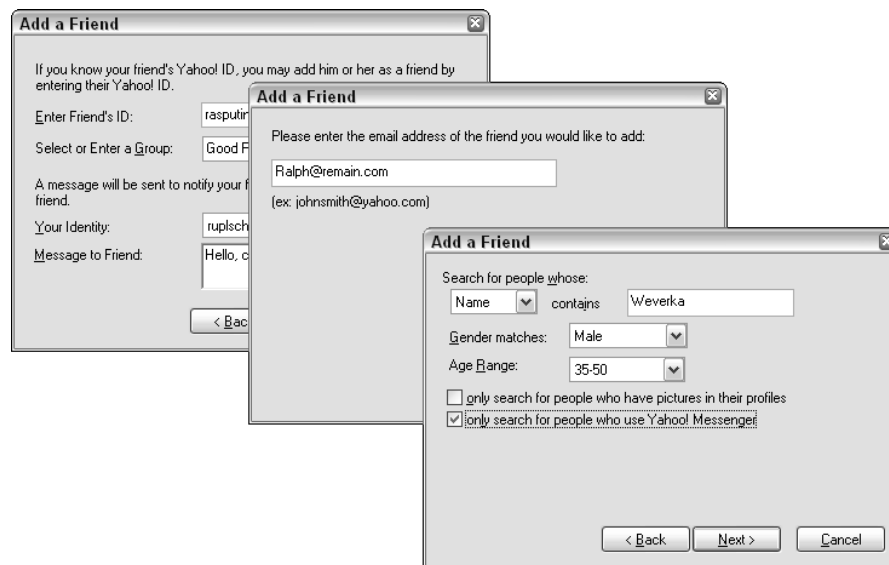 Add a Friend
If you know your friend's Yahoo! ID, you may add him or her as a friend by
entering their Yahoo! ID.
Enter Friend's ID:
rasputin
Select or Enter a Group:
Good F
A message will be sent to notify your f
friend.
Your Identity:
ruplsch
Message to Friend:
Hello, c
< Bac
Add a Friend
Please enter the email address of the friend you would like to add:
Ralph@remain.com
(ex: johnsmith@yahoo.com)
Add a Friend
Search for people whose:
Name contains Weverka
Gender matches: Male
Age Range: 35-50
only search for people who have pictures in their profiles
only search for people who use Yahoo! Messenger
< Back Next > Cancel